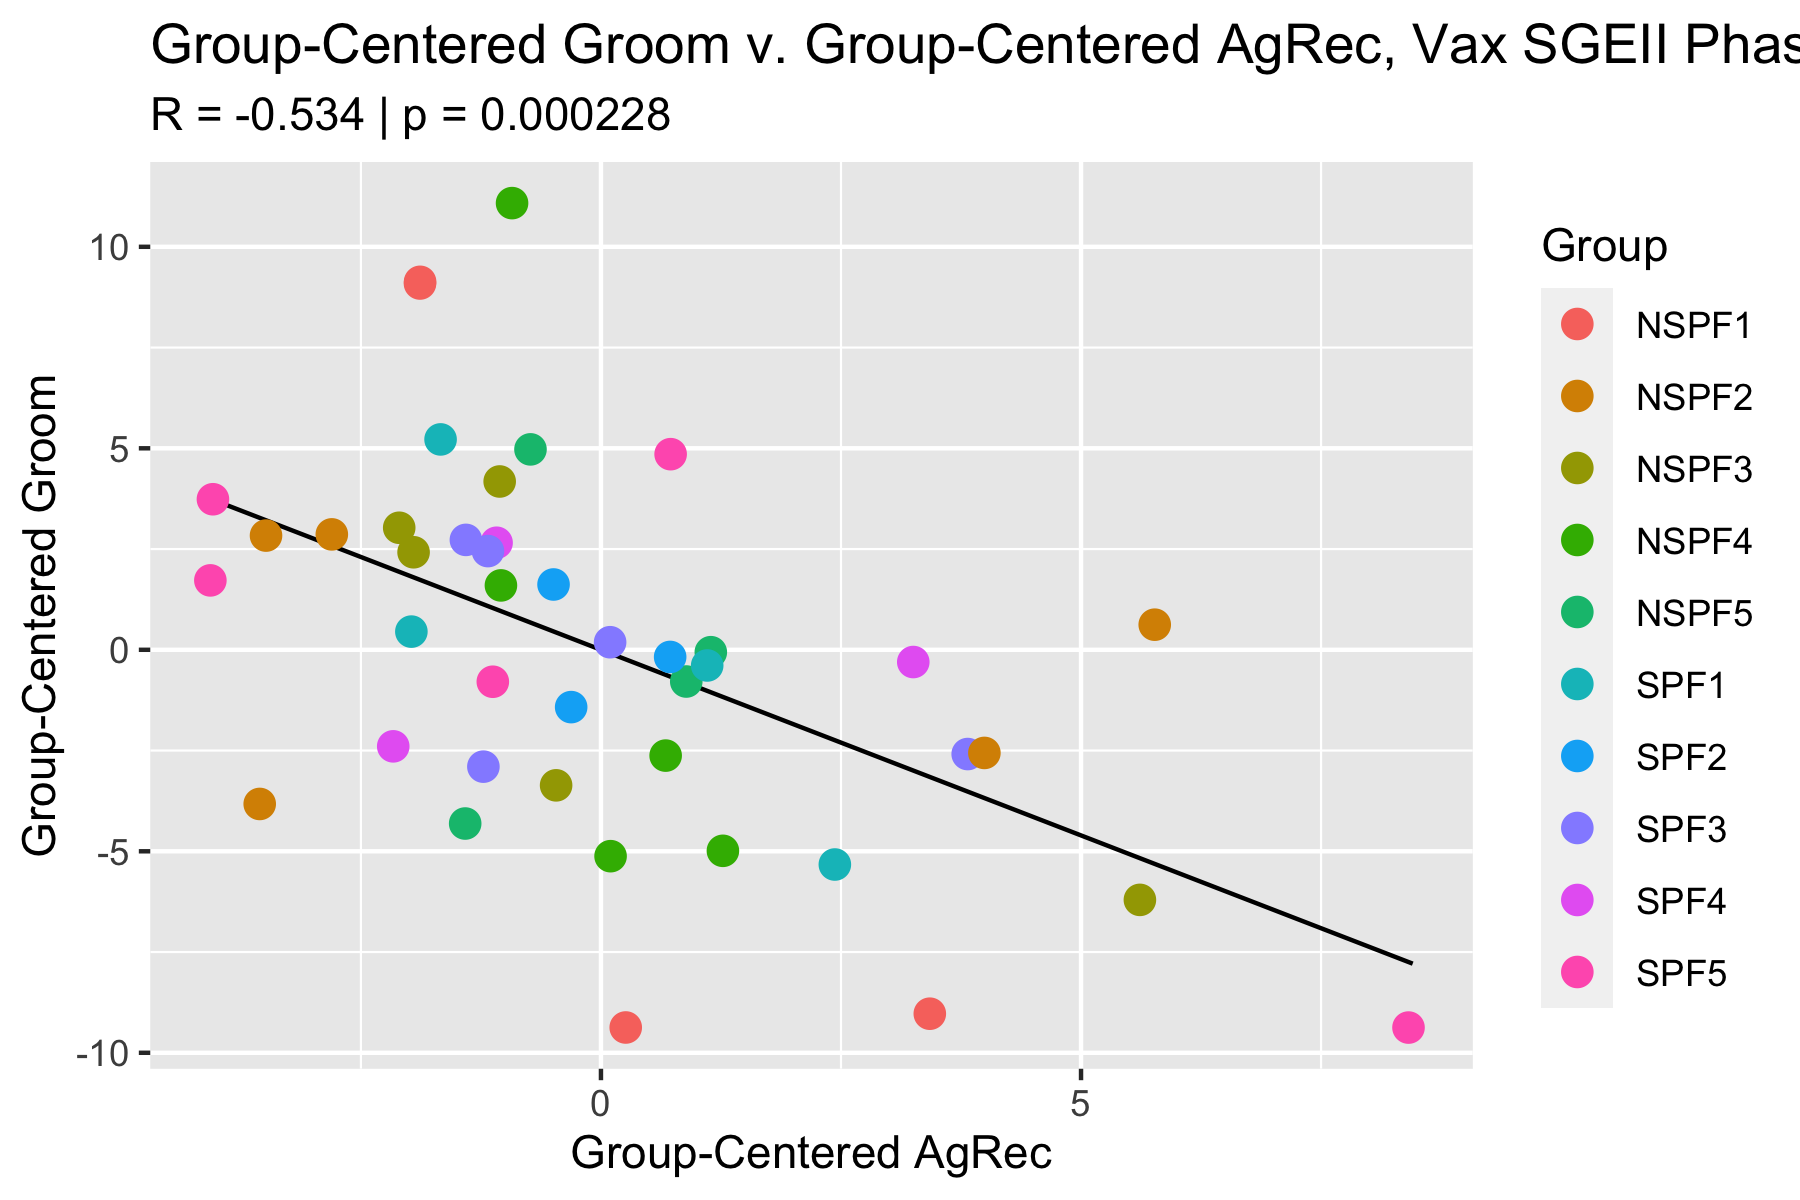 Group-Centered Groom v. Group-Centered AgRec, Vax SGEII Phas
R = -0.534 | p = 0.000228
10
5
0
-5
-10
Group-Centered Groom
0
5
Group-Centered AgRec
Group
NSPF1
NSPF2
NSPF3
NSPF4
NSPF5
SPF1
SPF2
SPF3
SPF4
SPF5